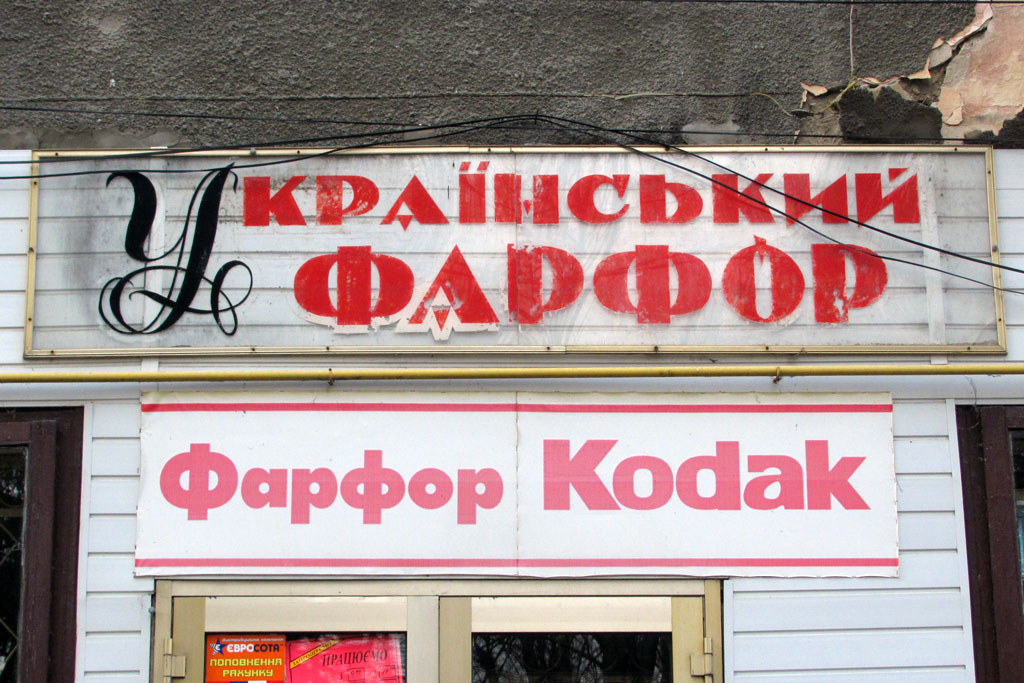 Український
ФАРФОР
Фарфор Kodak
ЄВРОСОТА
ПОПОВНЕННЯ
РАХУНКУ
ПРАЦЮЄМО